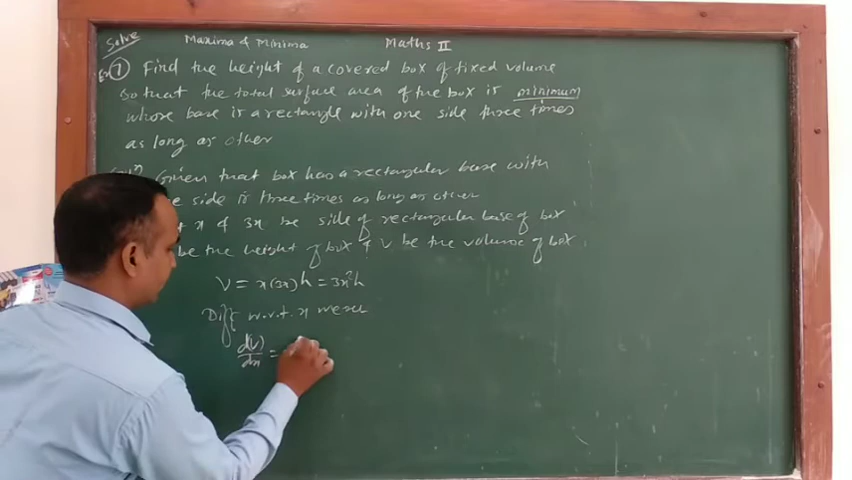 Solve Maxima & Minima Maths II
Ex 7 Find the height of a covered box of fixed volume
so that the total surface area of the box is minimum
whose base is a rectangle with one side three times
as long as other
Given that box has a rectangular base with
side is three times as long as other
x & 3x be side of rectangular base of box
be the height of box & V be the volume of box
V = x(3x)h = 3x²h
Diff w.r.t. x
d(V)/dx =